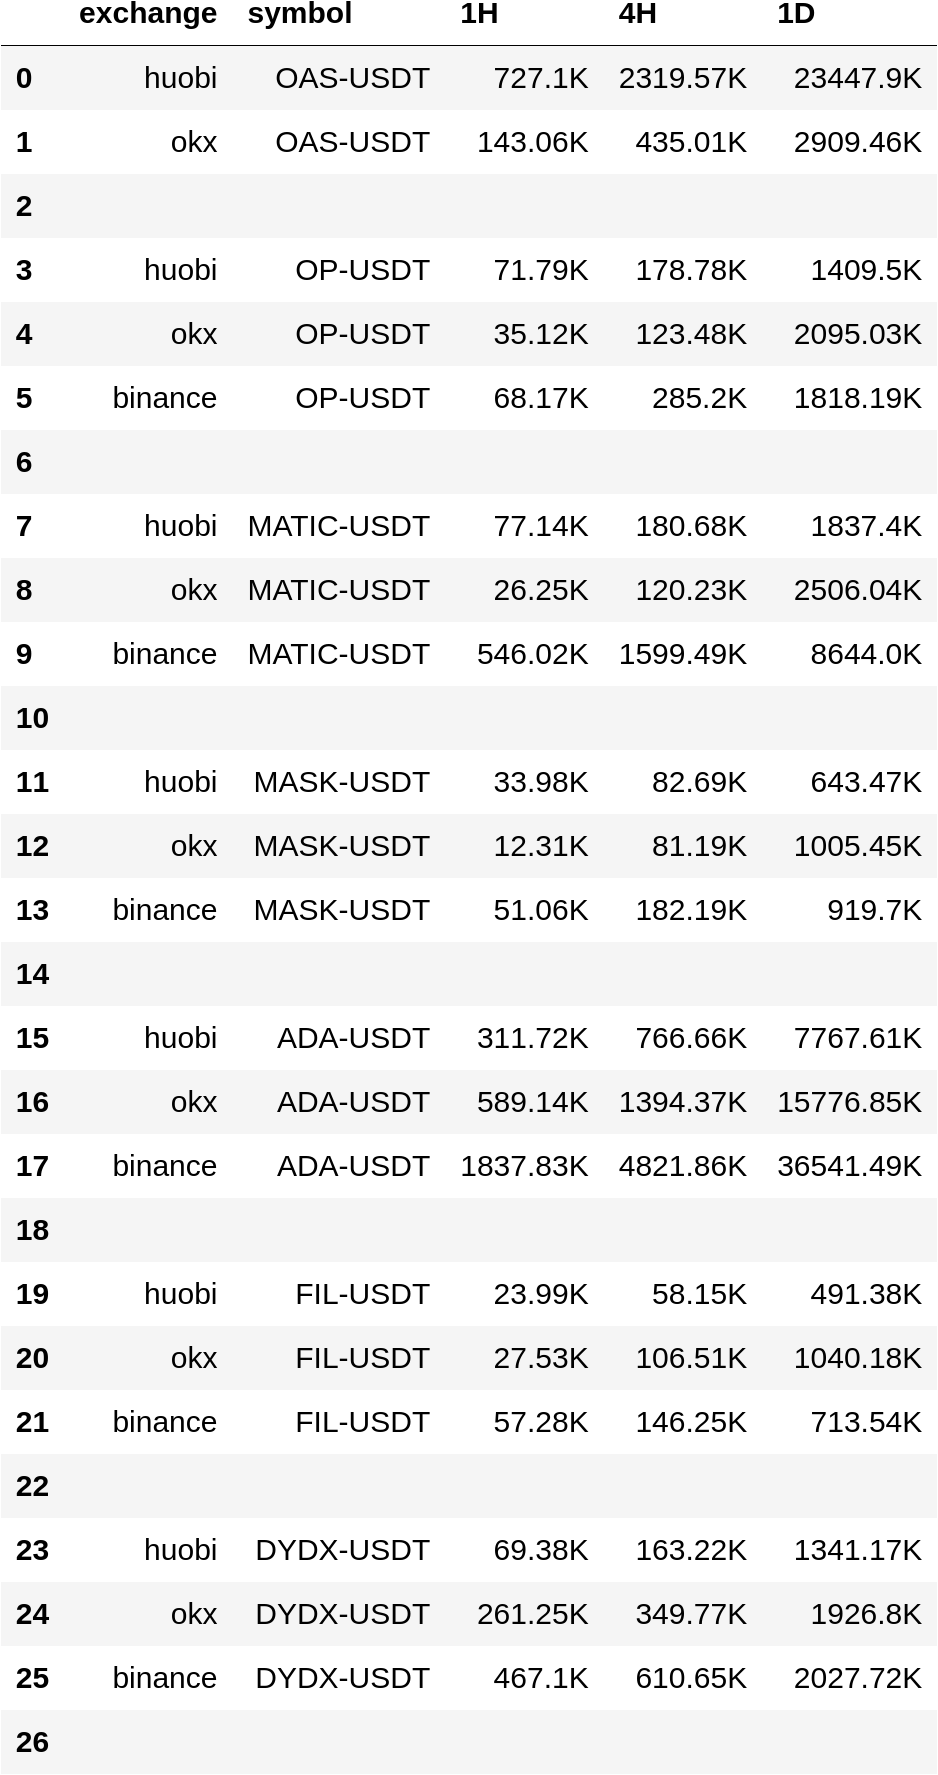 exchange symbol 1H 4H 1D
0 huobi OAS-USDT 727.1K 2319.57K 23447.9K
1 okx OAS-USDT 143.06K 435.01K 2909.46K
2
3 huobi OP-USDT 71.79K 178.78K 1409.5K
4 okx OP-USDT 35.12K 123.48K 2095.03K
5 binance OP-USDT 68.17K 285.2K 1818.19K
6
7 huobi MATIC-USDT 77.14K 180.68K 1837.4K
8 okx MATIC-USDT 26.25K 120.23K 2506.04K
9 binance MATIC-USDT 546.02K 1599.49K 8644.0K
10
11 huobi MASK-USDT 33.98K 82.69K 643.47K
12 okx MASK-USDT 12.31K 81.19K 1005.45K
13 binance MASK-USDT 51.06K 182.19K 919.7K
14
15 huobi ADA-USDT 311.72K 766.66K 7767.61K
16 okx ADA-USDT 589.14K 1394.37K 15776.85K
17 binance ADA-USDT 1837.83K 4821.86K 36541.49K
18
19 huobi FIL-USDT 23.99K 58.15K 491.38K
20 okx FIL-USDT 27.53K 106.51K 1040.18K
21 binance FIL-USDT 57.28K 146.25K 713.54K
22
23 huobi DYDX-USDT 69.38K 163.22K 1341.17K
24 okx DYDX-USDT 261.25K 349.77K 1926.8K
25 binance DYDX-USDT 467.1K 610.65K 2027.72K
26